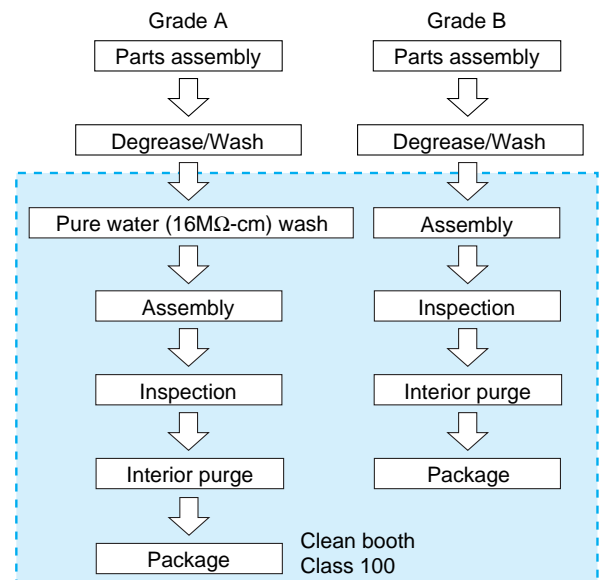 Grade A
Parts assembly
Degrease/Wash
Pure water (16MΩ-cm) wash
Assembly
Inspection
Interior purge
Package
Grade B
Parts assembly
Degrease/Wash
Assembly
Inspection
Interior purge
Package
Clean booth
Class 100